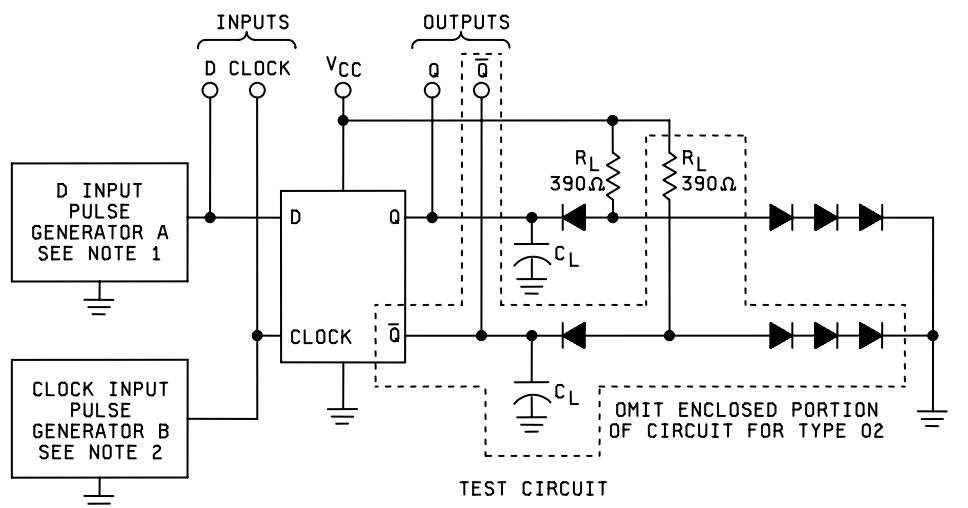 INPUTS
OUTPUTS
D CLOCK
VCC
Q
Q̅
D INPUT
PULSE
GENERATOR A
SEE NOTE 1
D
Q
RL
390Ω
RL
390Ω
CL
CLOCK
Q̅
CLOCK INPUT
PULSE
GENERATOR B
SEE NOTE 2
CL
OMIT ENCLOSED PORTION
OF CIRCUIT FOR TYPE 02
TEST CIRCUIT